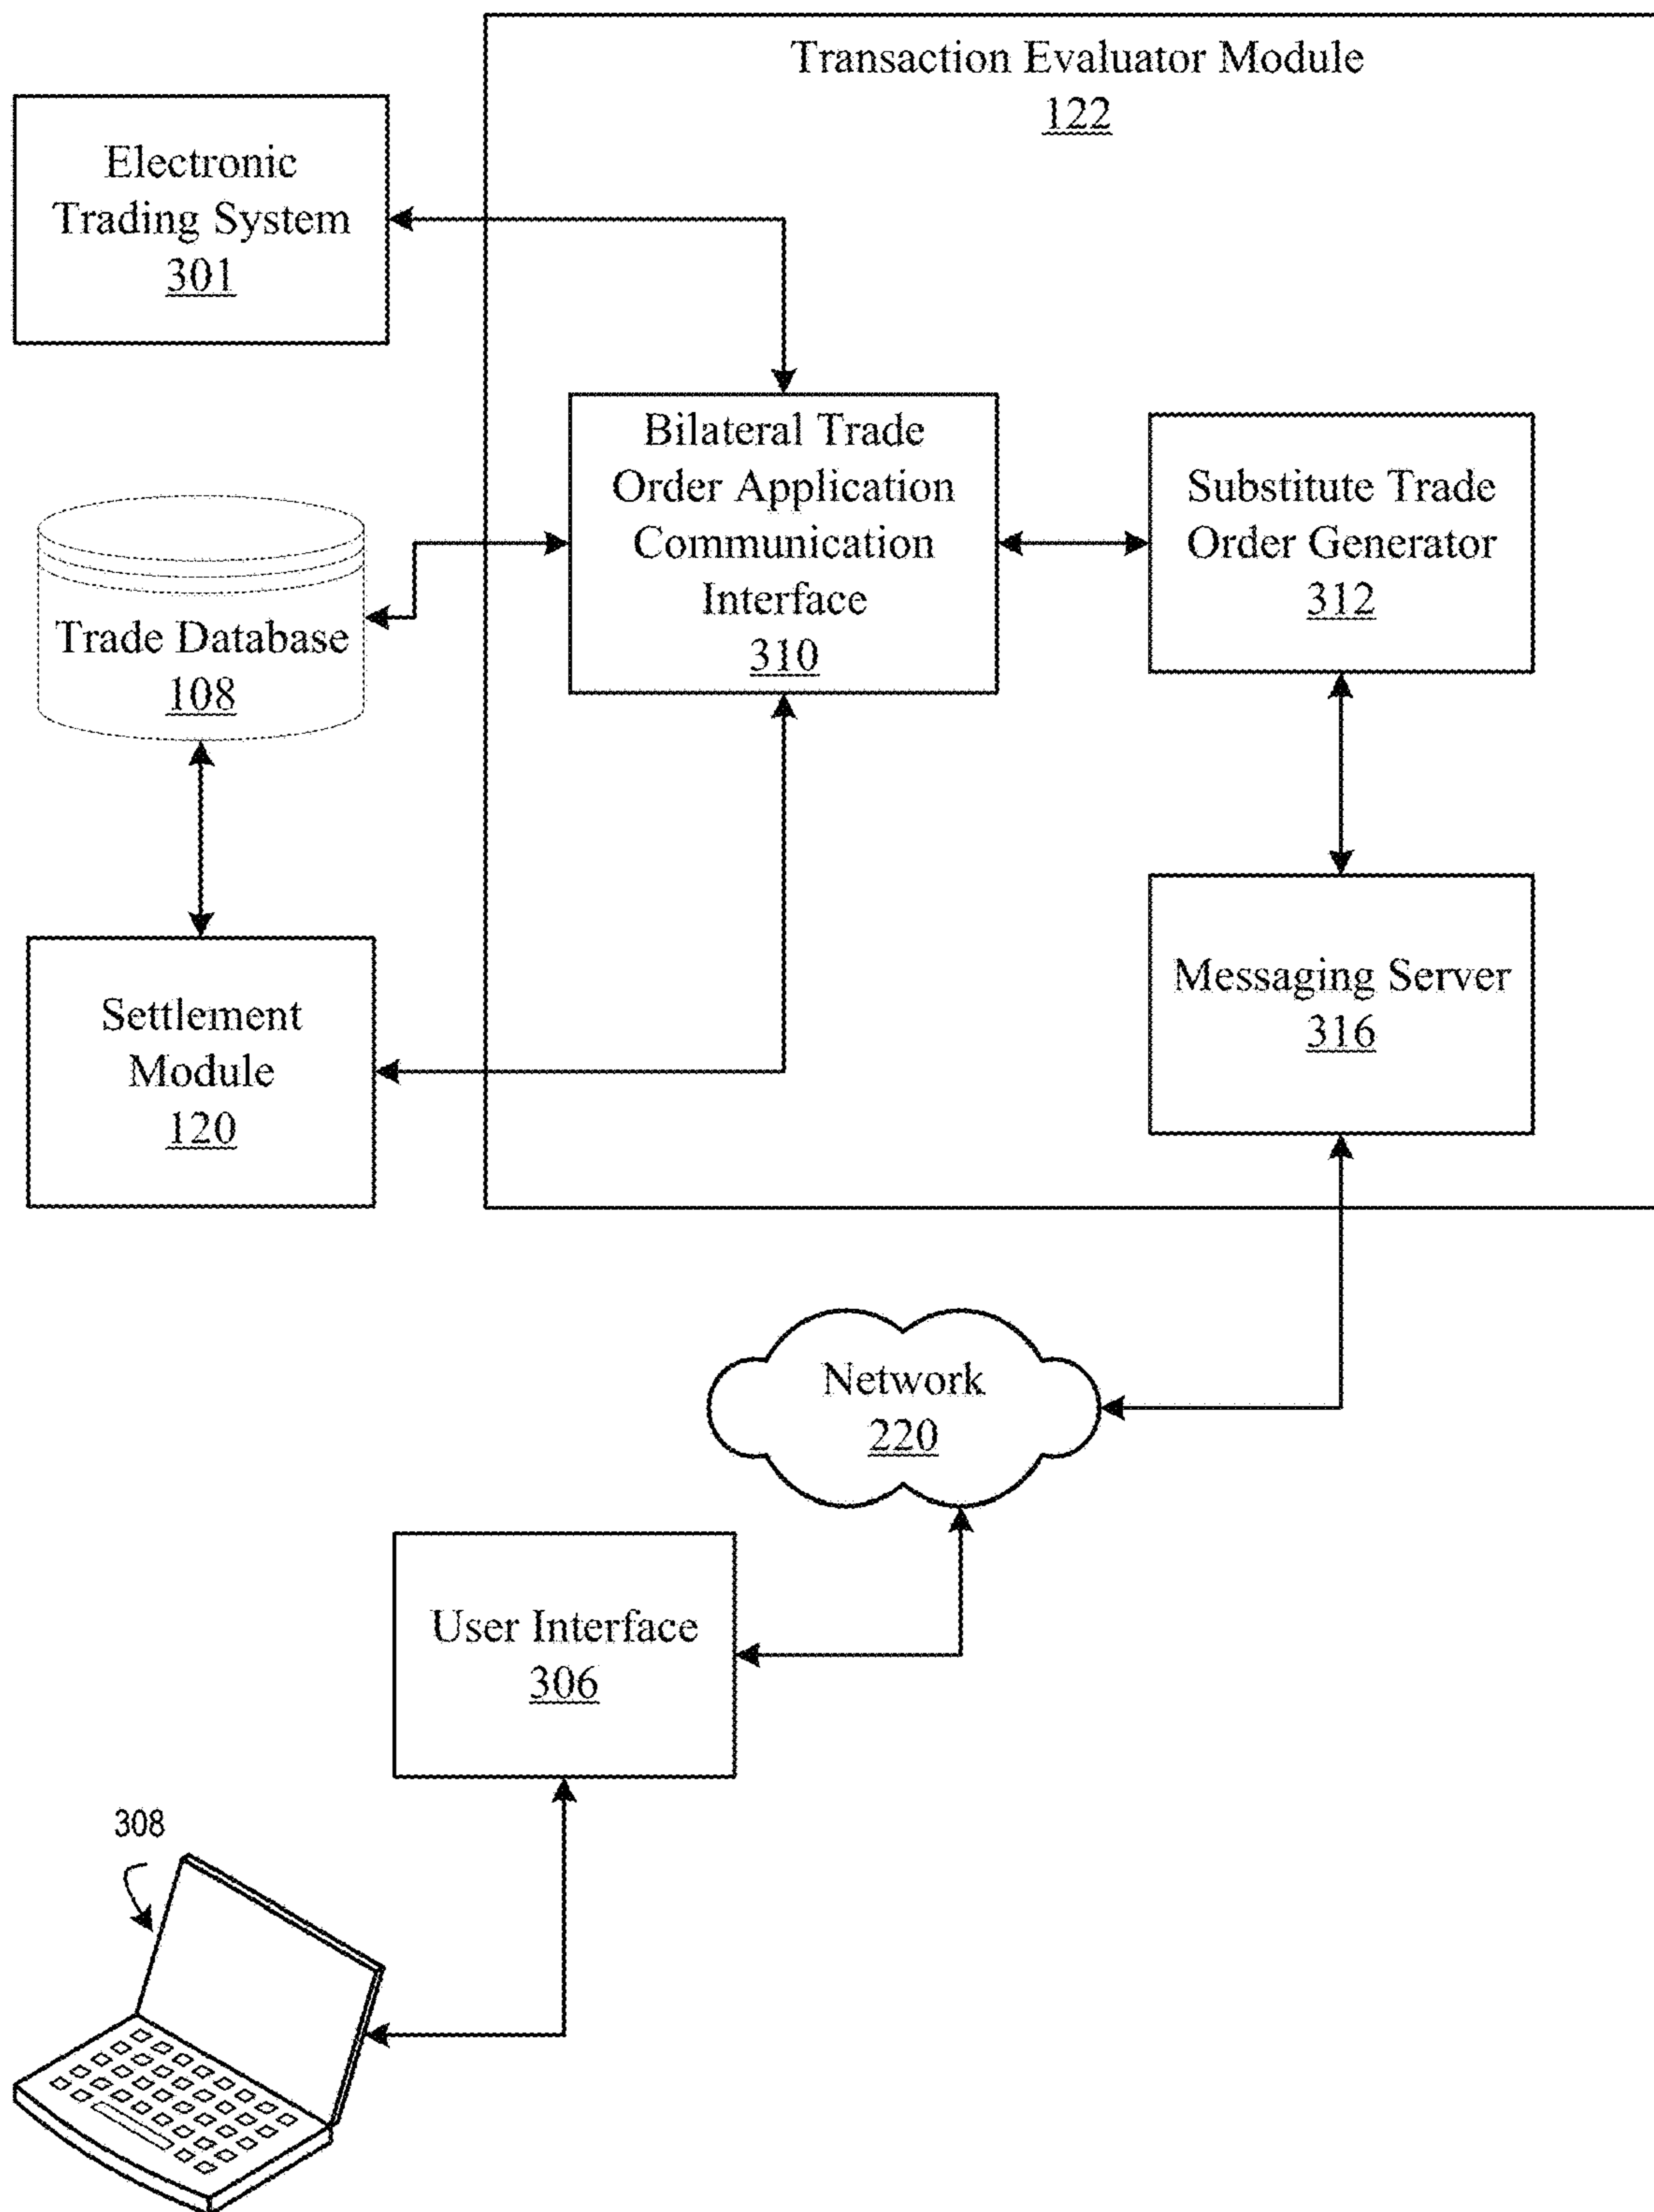 Transaction Evaluator Module
122
Electronic
Trading System
301
Bilateral Trade
Order Application
Communication
Interface
310
Substitute Trade
Order Generator
312
Trade Database
108
Settlement
Module
120
Messaging Server
316
Network
220
User Interface
306
308